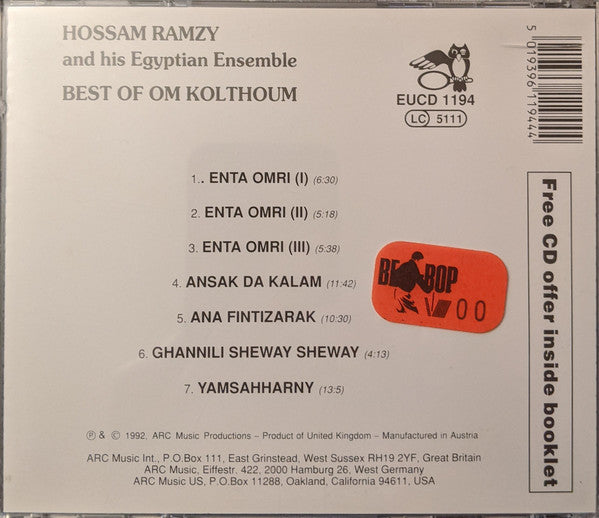 HOSSAM RAMZY
and his Egyptian Ensemble
BEST OF OM KOLTHOUM
EUCD 1194
LC 5111
5 019396 119444
1.. ENTA OMRI (I) (6:30)
2. ENTA OMRI (II) (5:18)
3. ENTA OMRI (III) (5:38)
4. ANSAK DA KALAM (11:42)
5. ANA FINTIZARAK (10:30)
6. GHANNILI SHEWAY SHEWAY (4:13)
7. YAMSAHHARNY (13:5)
BE BOP
00
Free CD offer inside booklet
℗ & © 1992, ARC Music Productions – Product of United Kingdom – Manufactured in Austria
ARC Music Int., P.O.Box 111, East Grinstead, West Sussex RH19 2YF, Great Britain
ARC Music, Eiffestr. 422, 2000 Hamburg 26, West Germany
ARC Music US, P.O.Box 11288, Oakland, California 94611, USA